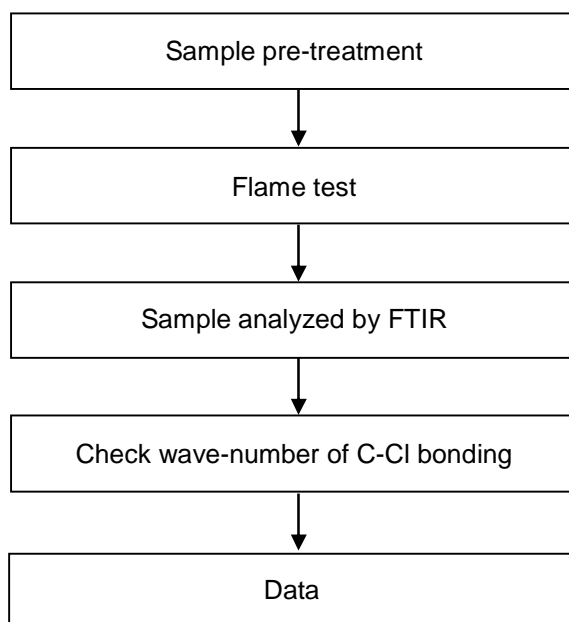 Sample pre-treatment
Flame test
Sample analyzed by FTIR
Check wave-number of C-Cl bonding
Data